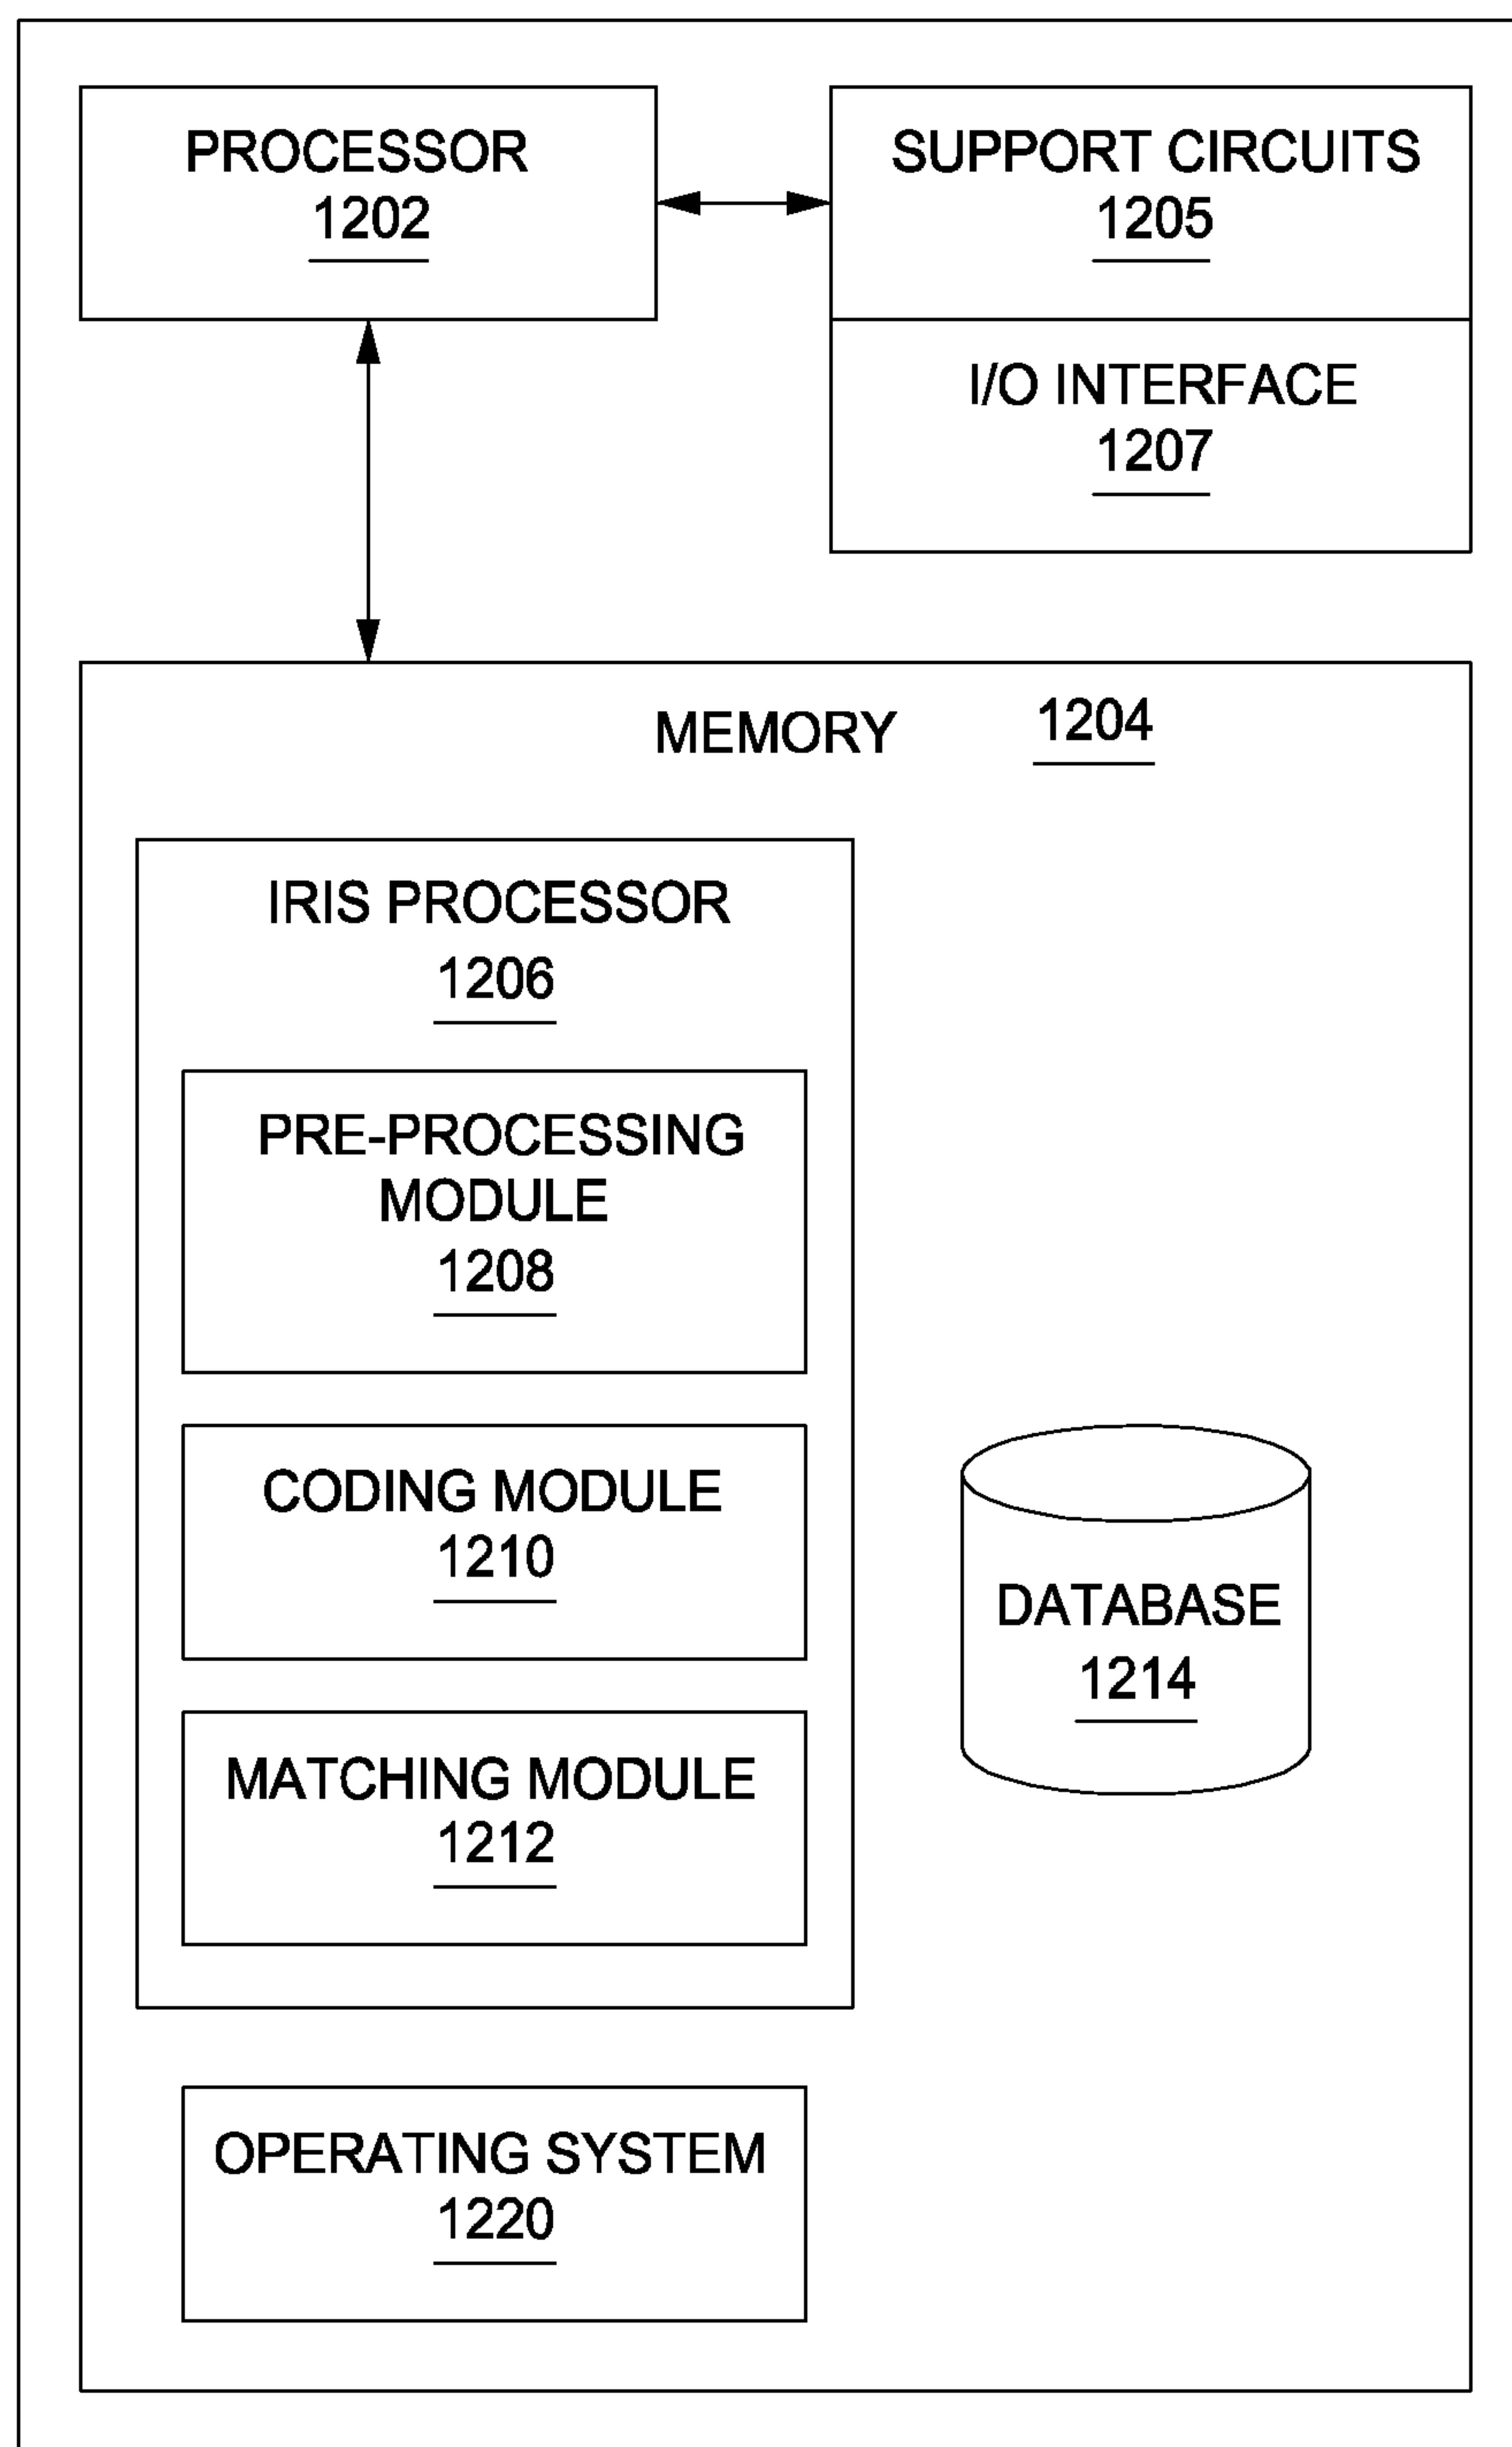 PROCESSOR
1202
SUPPORT CIRCUITS
1205
I/O INTERFACE
1207
MEMORY 1204
IRIS PROCESSOR
1206
PRE-PROCESSING
MODULE
1208
CODING MODULE
1210
MATCHING MODULE
1212
DATABASE
1214
OPERATING SYSTEM
1220